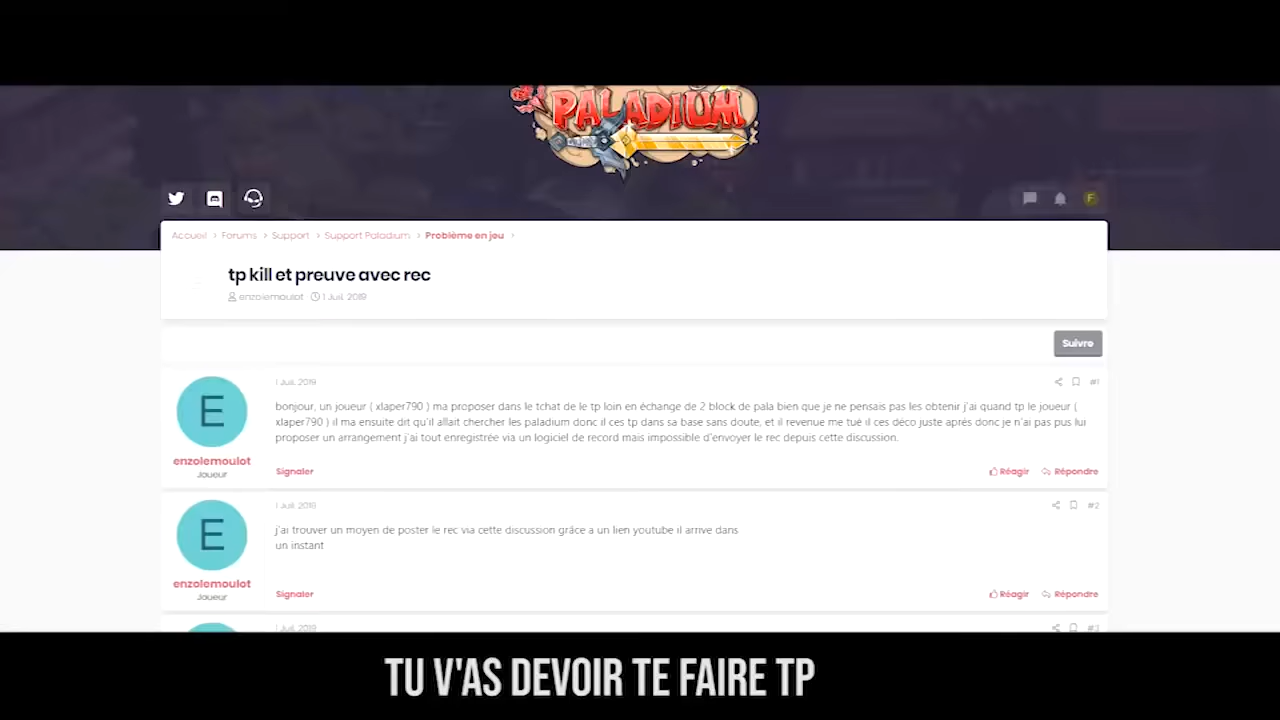 PALADIUM
F
Accueil > Forums > Support > Support Paladium > Problème en jeu >
tp kill et preuve avec rec
enzolemoulot 1 Juil. 2019
Suivre
E
enzolemoulot
Joueur
1 Juil. 2019 #1
bonjour, un joueur ( xlaper790 ) ma proposer dans le tchat de le tp loin en échange de 2 block de pala bien que je ne pensais pas les obtenir j'ai quand tp le joueur (
xlaper790 ) il ma ensuite dit qu'il allait chercher les paladium donc il ces tp dans sa base sans doute, et il revenue me tué il ces déco juste après donc je n'ai pas pus lui
proposer un arrangement j'ai tout enregistrée via un logiciel de record mais impossible d'envoyer le rec depuis cette discussion.
Signaler Réagir Répondre
E
enzolemoulot
Joueur
1 Juil. 2019 #2
j'ai trouver un moyen de poster le rec via cette discussion grâce a un lien youtube il arrive dans
un instant
Signaler Réagir Répondre
1 Juil. 2019 #3
TU V'AS DEVOIR TE FAIRE TP